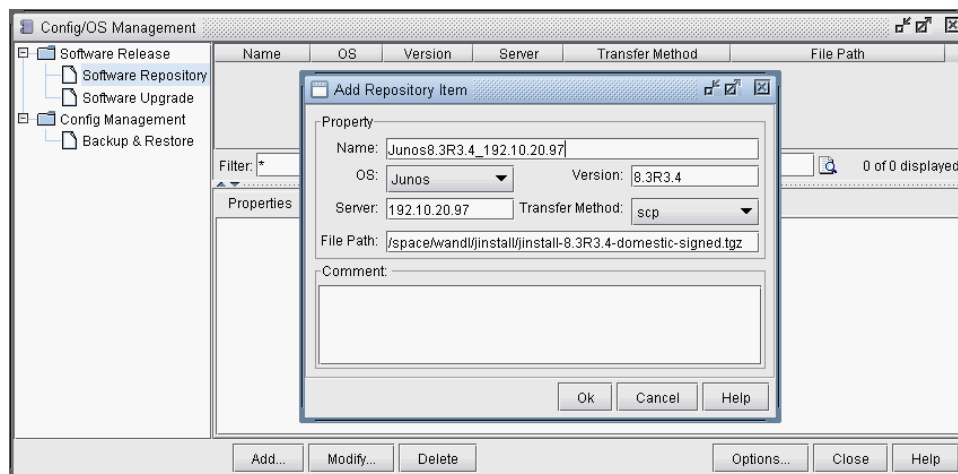 Config/OS Management
Software Release
Software Repository
Software Upgrade
Config Management
Backup & Restore
Name OS Version Server Transfer Method File Path
Add Repository Item
Property
Name: Junos8.3R3.4_192.10.20.97
OS: Junos Version: 8.3R3.4
Server: 192.10.20.97 Transfer Method: scp
File Path: /space/wandl/jinstall/jinstall-8.3R3.4-domestic-signed.tgz
Comment:
Ok Cancel Help
Filter: * 0 of 0 displayed
Properties
Add... Modify... Delete Options... Close Help